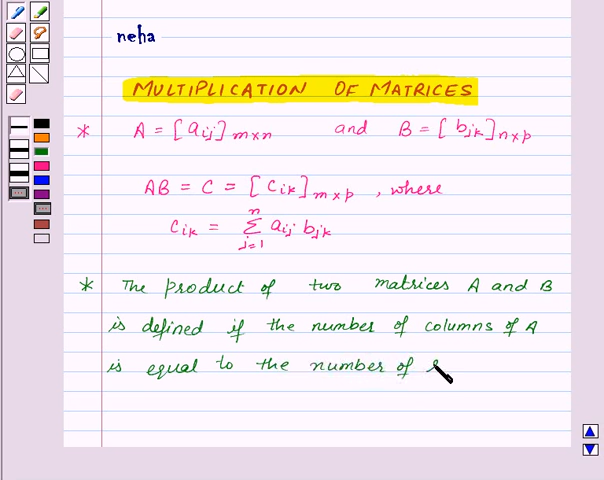 neha
MULTIPLICATION OF MATRICES
* A = [aij] m×n and B = [bjk] n×p
AB = C = [Cik] m×p , where
Cik = n Σ j=1 aij bjk
* The product of two matrices A and B
is defined if the number of columns of A
is equal to the number of